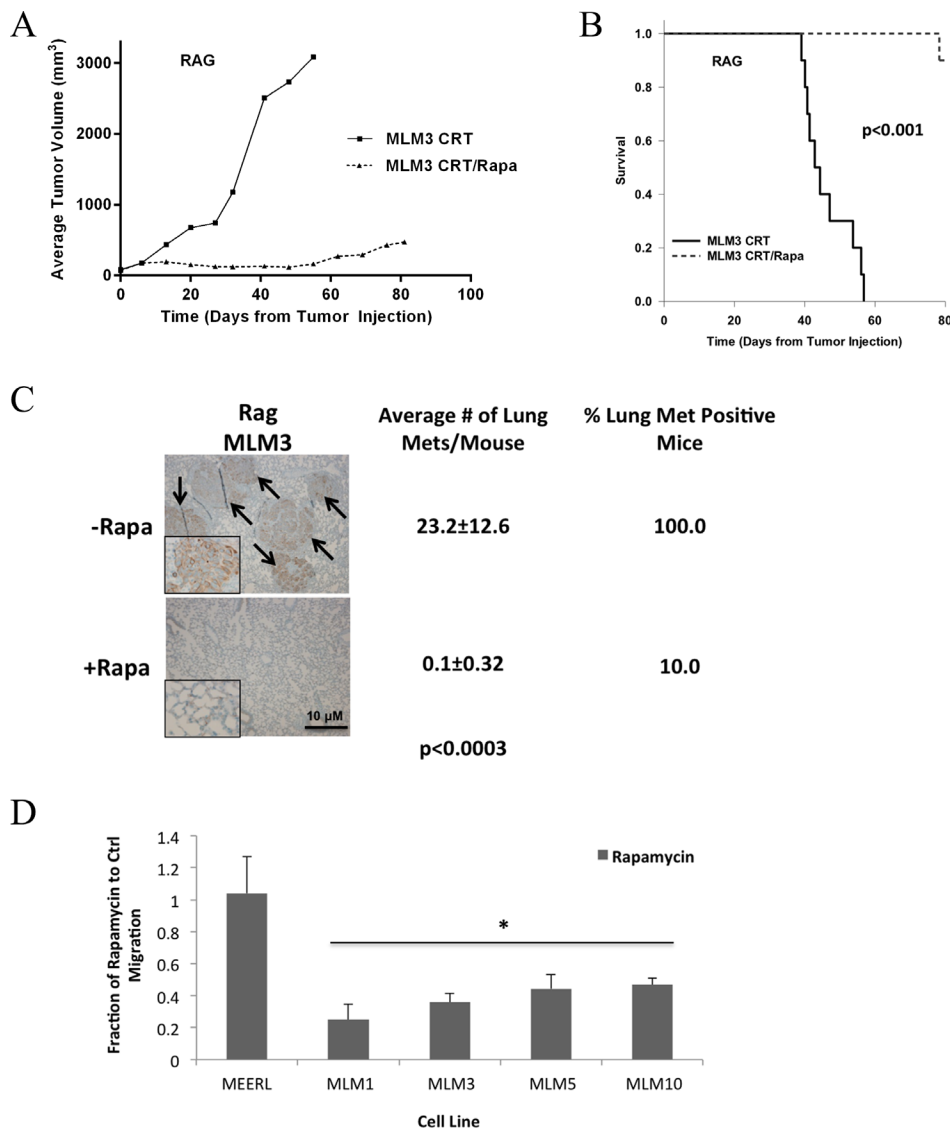 A
Average Tumor Volume (mm³)
3000
2000
1000
0
RAG
MLM3 CRT
MLM3 CRT/Rapa
0 20 40 60 80 100
Time (Days from Tumor Injection)
B
Survival
1.0
0.8
0.6
0.4
0.2
0.0
RAG
p<0.001
MLM3 CRT
MLM3 CRT/Rapa
0 20 40 60 80
Time (Days from Tumor Injection)
C
Rag
MLM3
Average # of Lung
Mets/Mouse
% Lung Met Positive
Mice
-Rapa
23.2±12.6
100.0
+Rapa
0.1±0.32
10.0
10 µM
p<0.0003
D
Fraction of Rapamycin to Ctrl
Migration
1.4
1.2
1
0.8
0.6
0.4
0.2
0
Rapamycin
*
MEERL MLM1 MLM3 MLM5 MLM10
Cell Line